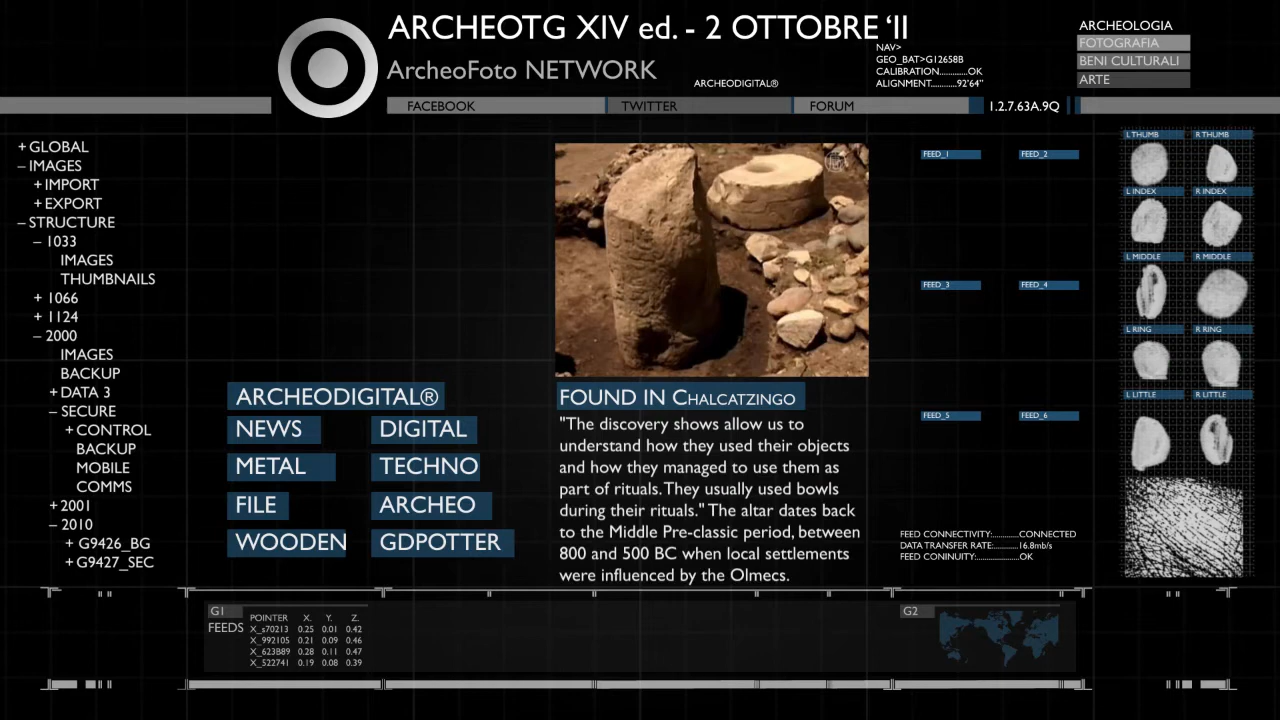 ARCHEOTG XIV ed. - 2 OTTOBRE ‘II
ArcheoFoto NETWORK
ARCHEODIGITAL®
NAV>
GEO_BAT>G12658B
CALIBRATION.............OK
ALIGNMENT...........92'64"
ARCHEOLOGIA
FOTOGRAFIA
BENI CULTURALI
ARTE
FACEBOOK
TWITTER
FORUM
1.2.7.63A.9Q
+ GLOBAL
– IMAGES
+ IMPORT
+ EXPORT
– STRUCTURE
– 1033
IMAGES
THUMBNAILS
+ 1066
+ 1124
– 2000
IMAGES
BACKUP
+ DATA 3
– SECURE
+ CONTROL
BACKUP
MOBILE
COMMS
+ 2001
– 2010
+ G9426_BG
+ G9427_SEC
ARCHEODIGITAL®
NEWS
DIGITAL
METAL
TECHNO
FILE
ARCHEO
WOODEN
GDPOTTER
FOUND IN CHALCATZINGO
"The discovery shows allow us to
understand how they used their objects
and how they managed to use them as
part of rituals. They usually used bowls
during their rituals." The altar dates back
to the Middle Pre-classic period, between
800 and 500 BC when local settlements
were influenced by the Olmecs.
FEED_1
FEED_2
FEED_3
FEED_4
FEED_5
FEED_6
FEED CONNECTIVITY:..........CONNECTED
DATA TRANSFER RATE:..........16.8mb/s
FEED CONINUITY:......................OK
L THUMB
R THUMB
L INDEX
R INDEX
L MIDDLE
R MIDDLE
L RING
R RING
L LITTLE
R LITTLE
G1
FEEDS
POINTER X. Y. Z.
X_s70213 0.25 0.01 0.42
X_992105 0.21 0.09 0.46
X_623B89 0.28 0.11 0.47
X_522741 0.19 0.08 0.39
G2